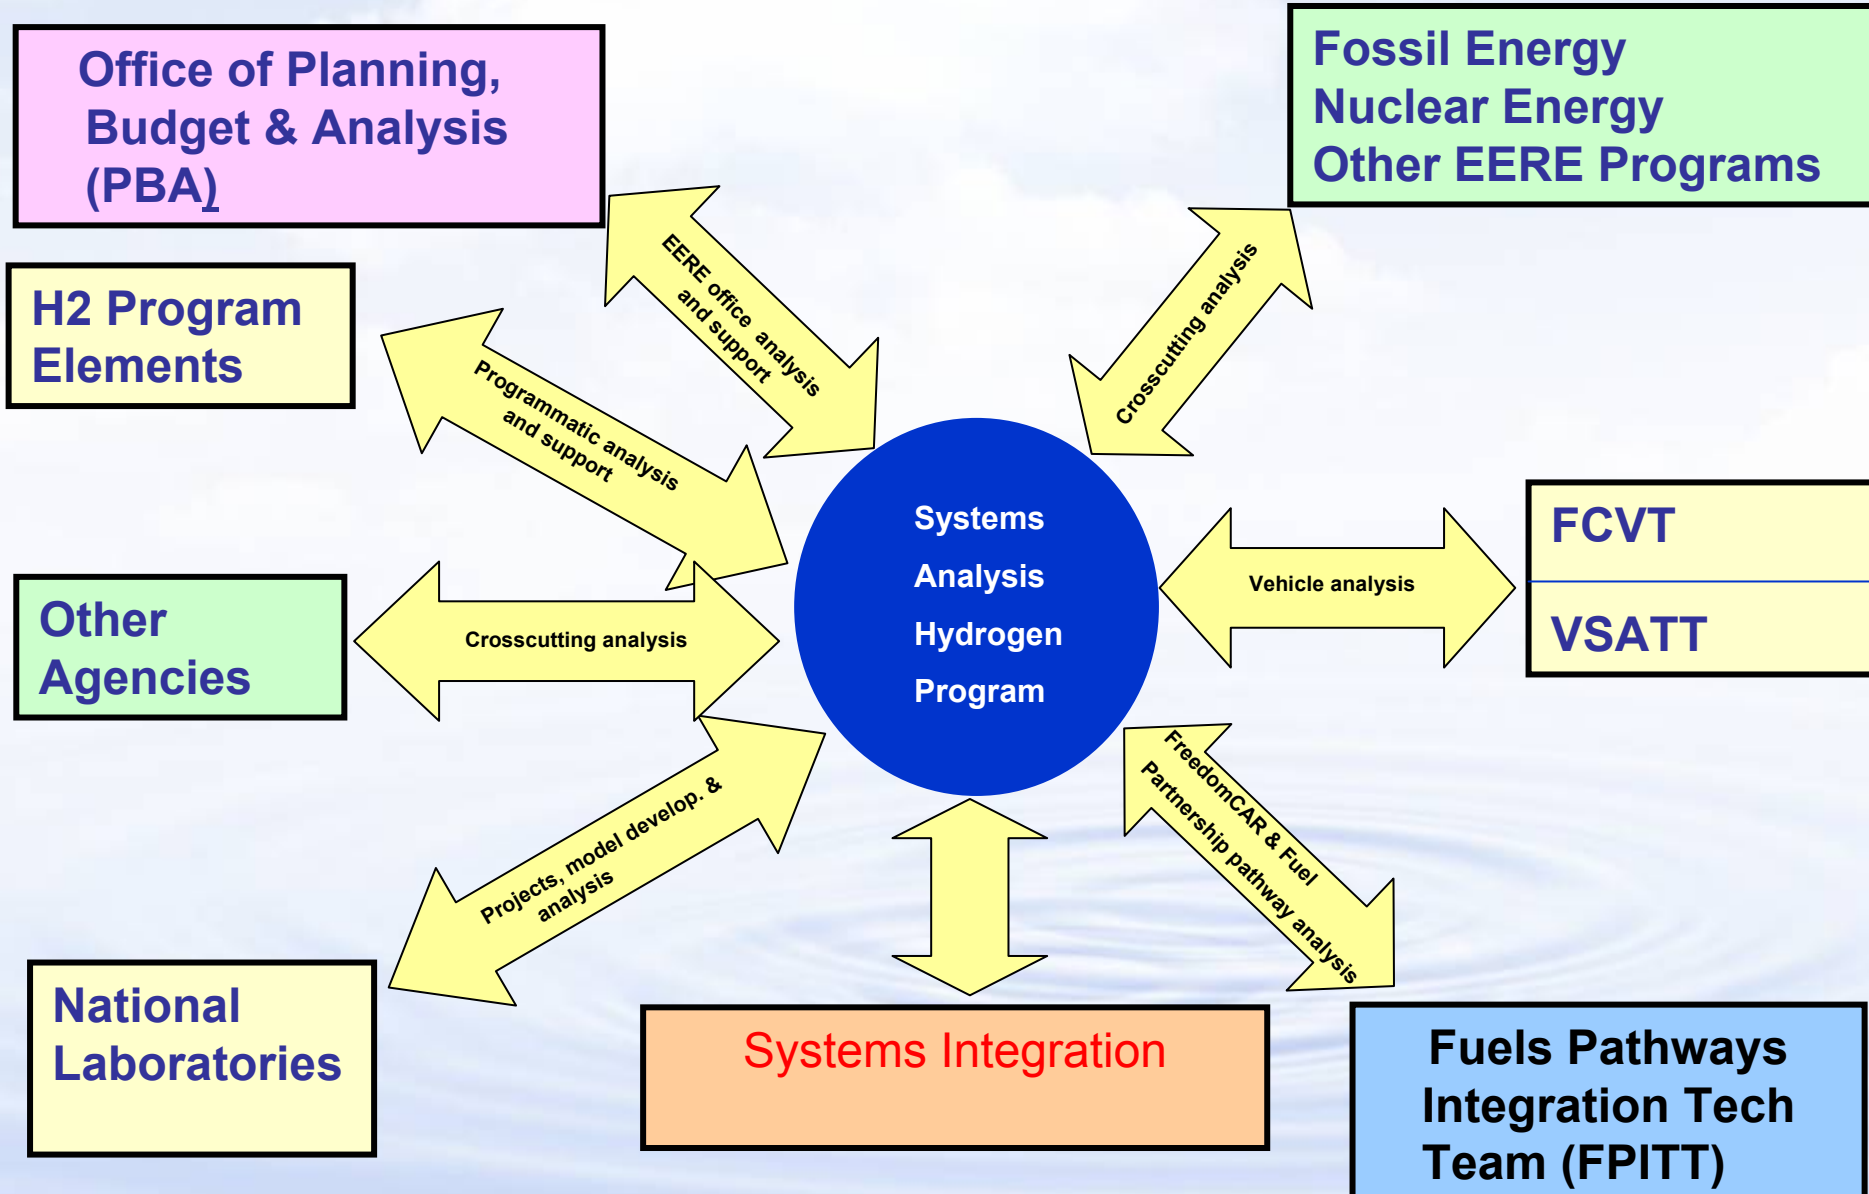 Office of Planning,
Budget & Analysis
(PBA)
Fossil Energy
Nuclear Energy
Other EERE Programs
EERE office analysis
and support
Crosscutting analysis
H2 Program
Elements
Programmatic analysis
and support
Systems
Analysis
Hydrogen
Program
FCVT
VSATT
Vehicle analysis
Other
Agencies
Crosscutting analysis
Projects, model develop. &
analysis
FreedomCAR & Fuel
Partnership pathway analysis
National
Laboratories
Systems Integration
Fuels Pathways
Integration Tech
Team (FPITT)